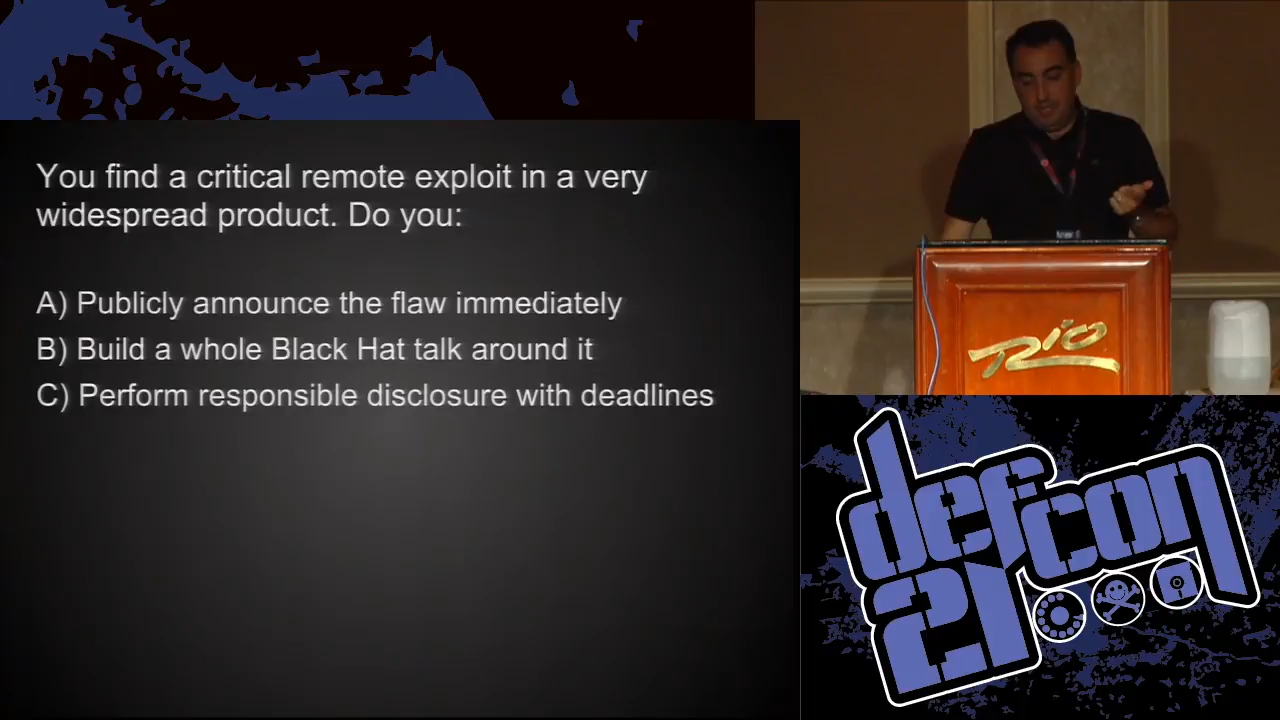 You find a critical remote exploit in a very
widespread product. Do you:
A) Publicly announce the flaw immediately
B) Build a whole Black Hat talk around it
C) Perform responsible disclosure with deadlines
Rio
defcon
21